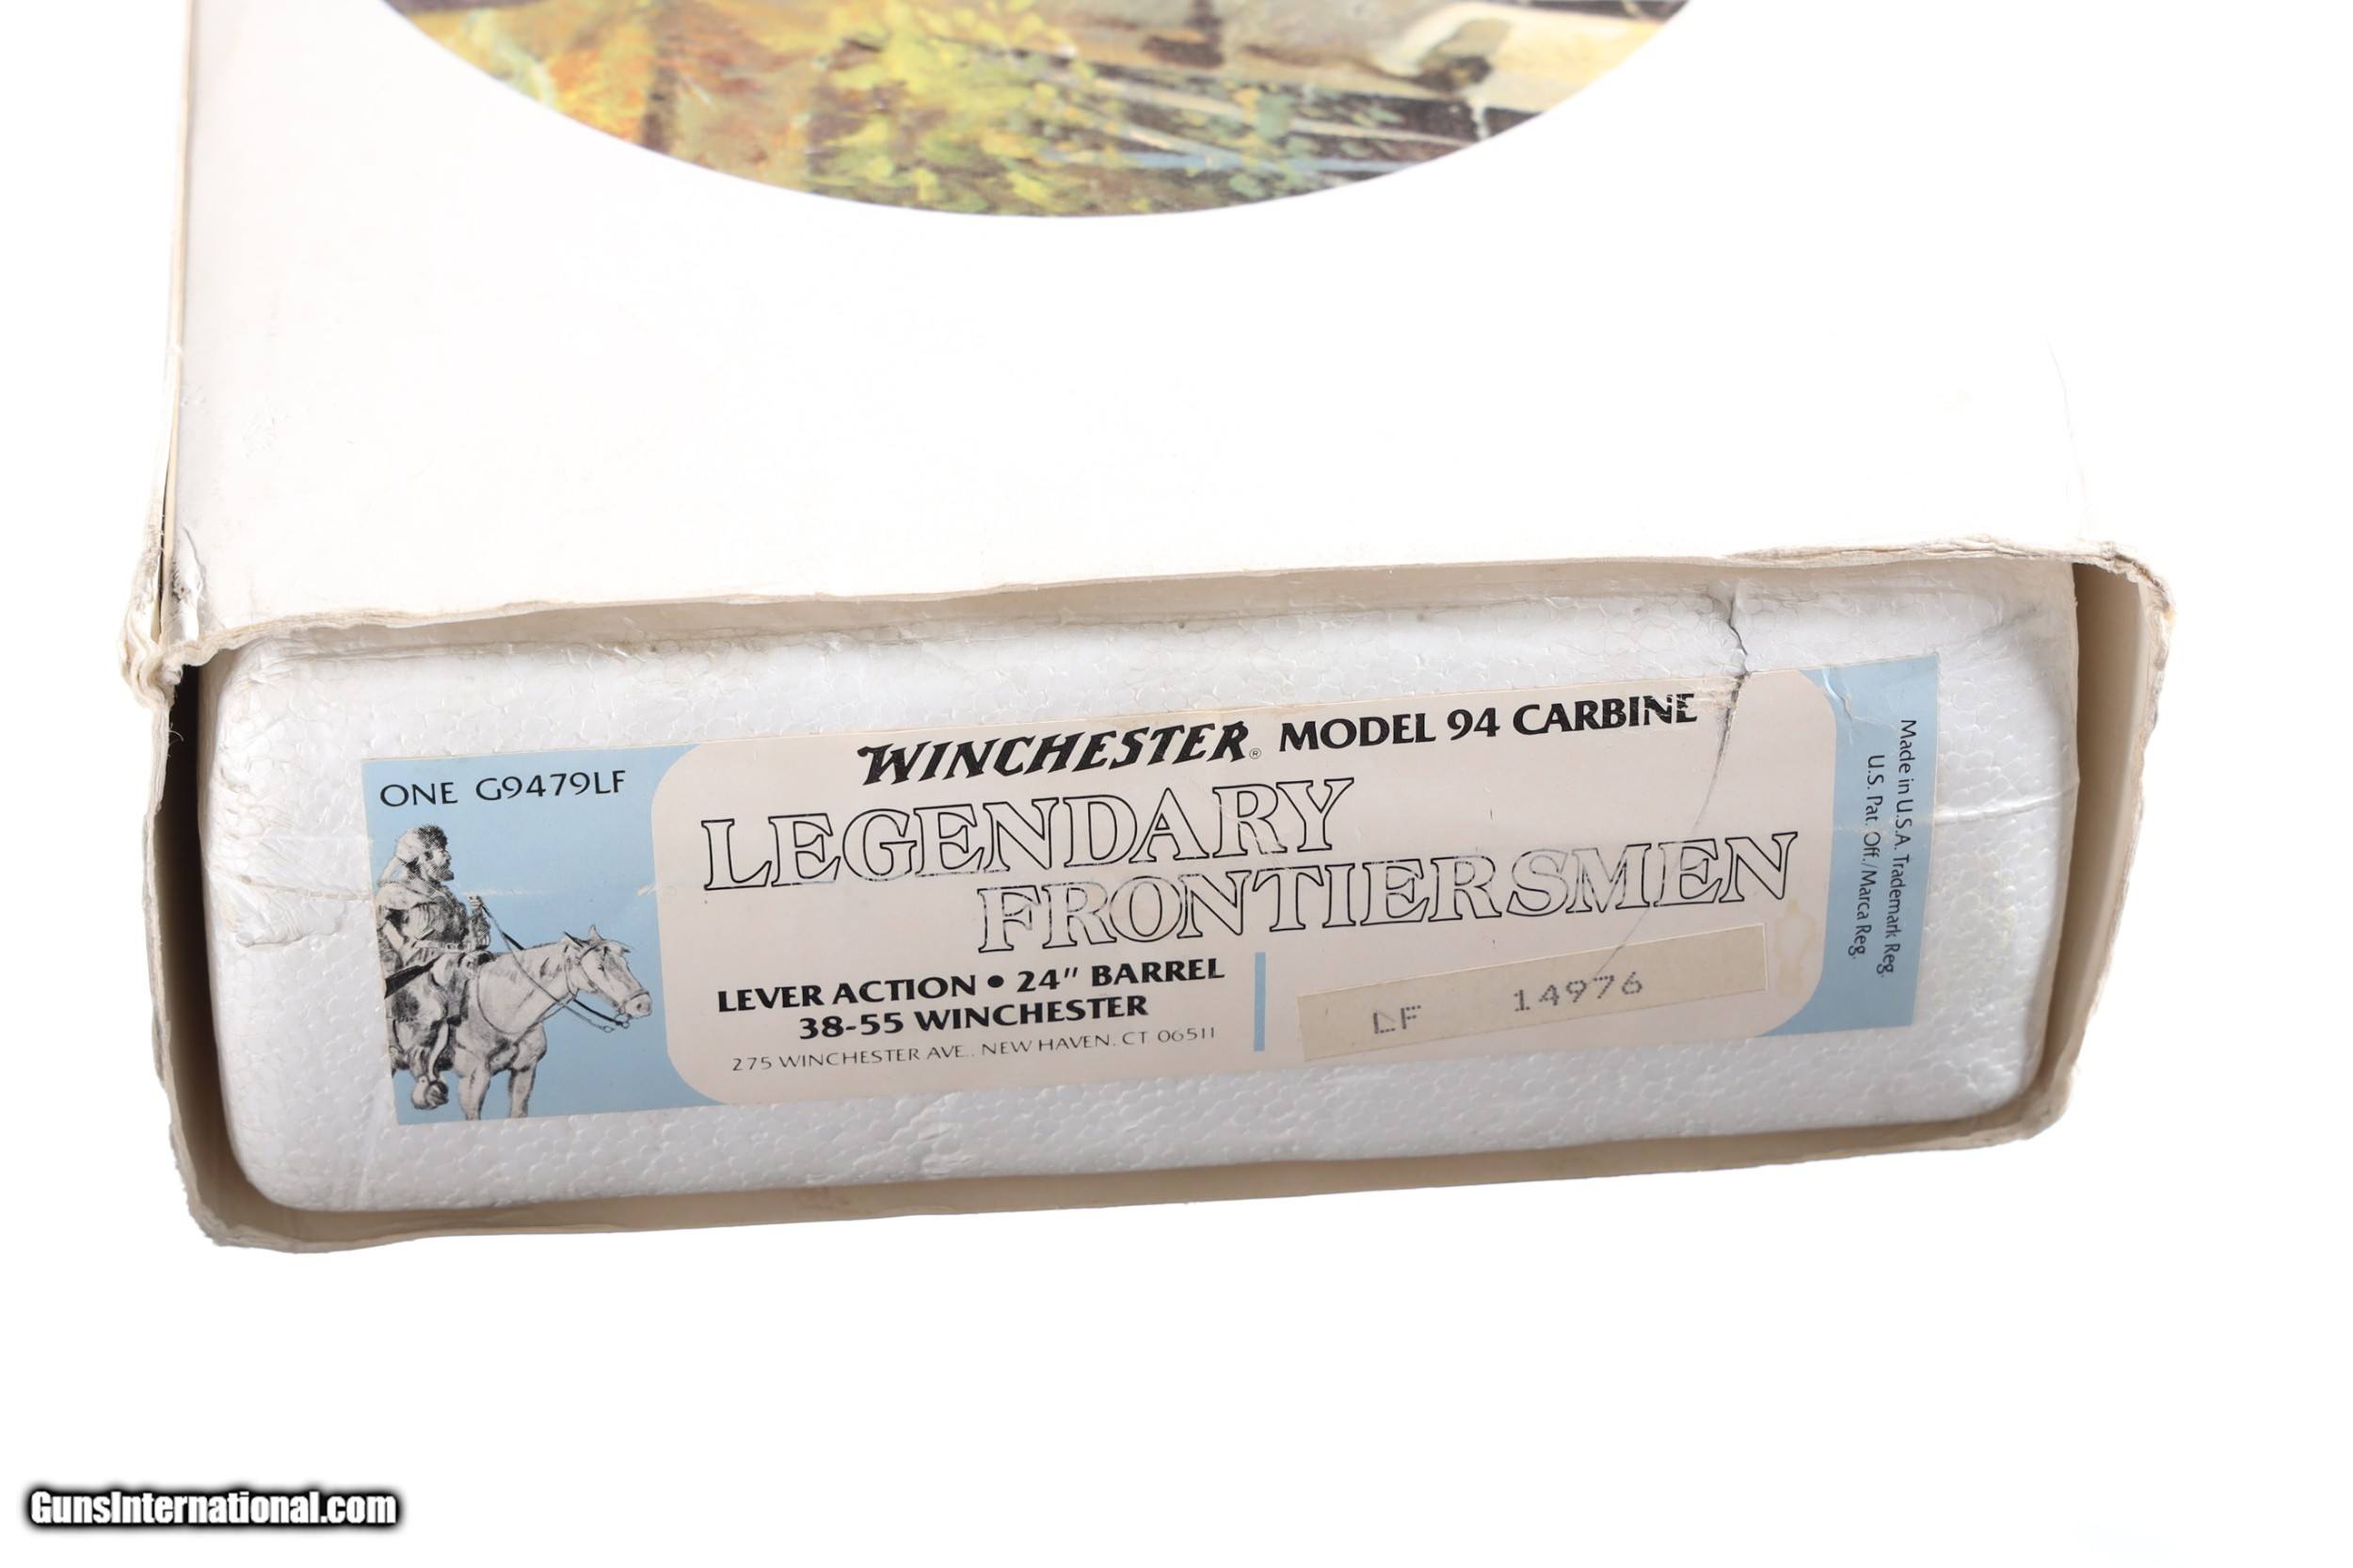 ONE G9479LF
WINCHESTER® MODEL 94 CARBINE
LEGENDARY
FRONTIERSMEN
LEVER ACTION • 24" BARREL
38-55 WINCHESTER
275 WINCHESTER AVE., NEW HAVEN, CT 06511
LF 14976
Made in U.S.A. Trademark Reg.
U.S. Pat. Off./Marca Reg.
GunsInternational.com